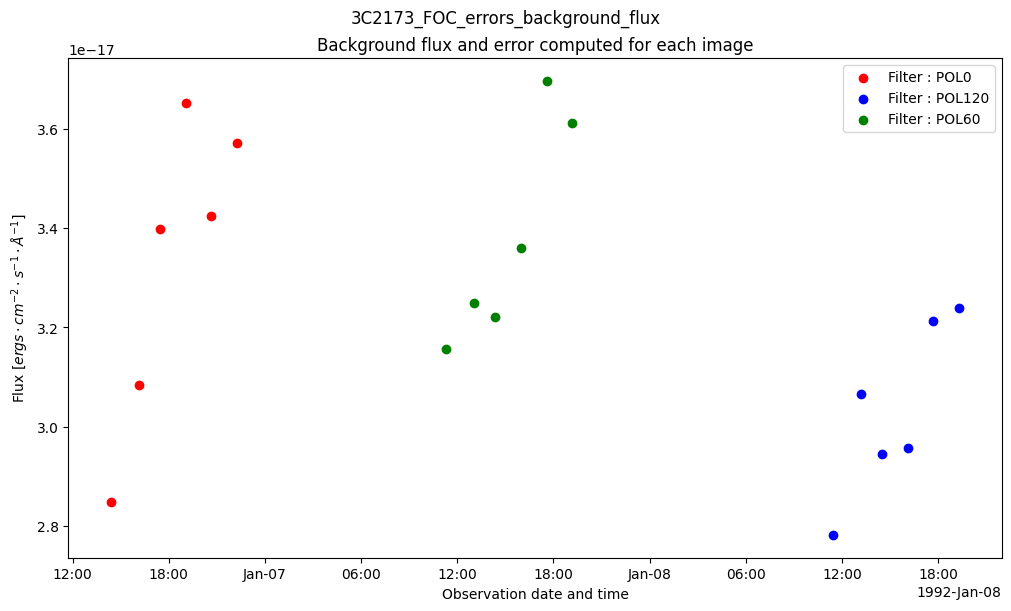 3C2173_FOC_errors_background_flux
Background flux and error computed for each image
1e−17
Filter : POL0
Filter : POL120
Filter : POL60
3.6
3.4
3.2
3.0
2.8
Flux [ergs · cm⁻² · s⁻¹ · Å⁻¹]
12:00 18:00 Jan-07 06:00 12:00 18:00 Jan-08 06:00 12:00 18:00
1992-Jan-08
Observation date and time